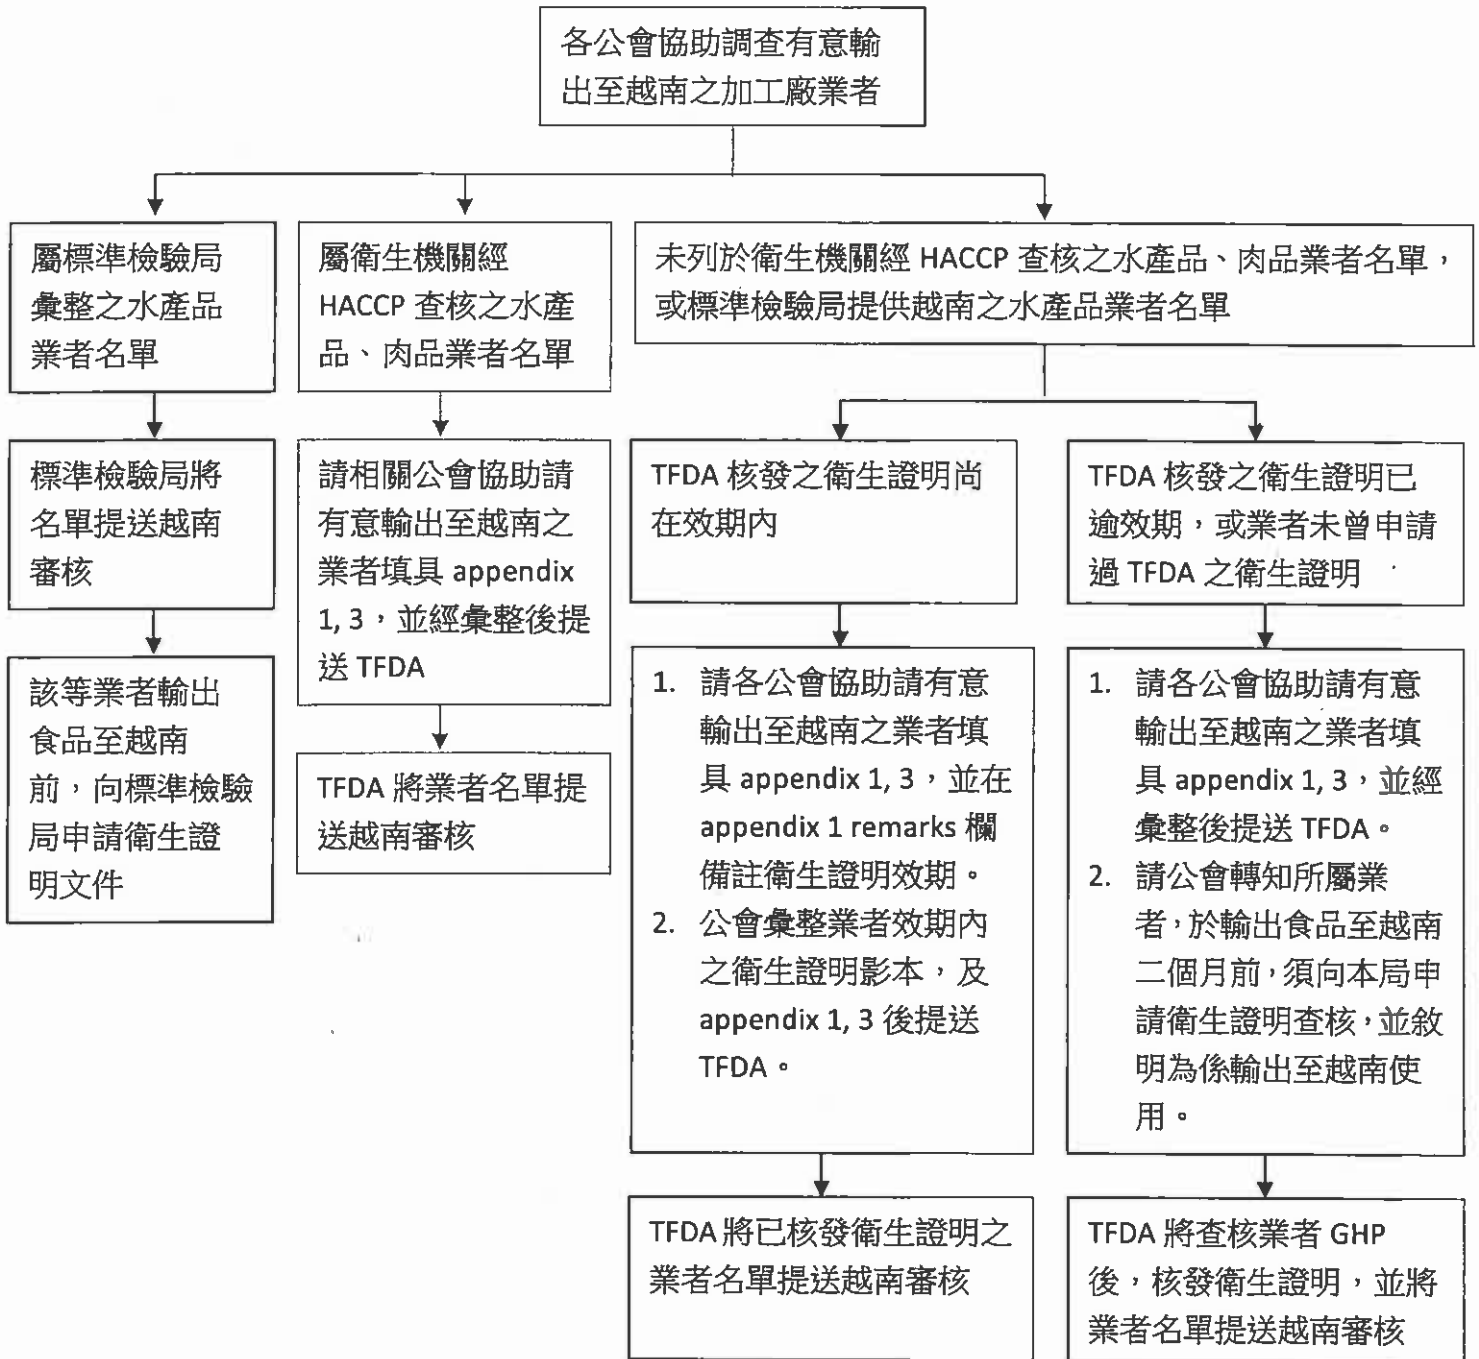 各公會協助調查有意輸
出至越南之加工廠業者
屬標準檢驗局
彙整之水產品
業者名單
屬衛生機關經
HACCP 查核之水產
品、肉品業者名單
未列於衛生機關經 HACCP 查核之水產品、肉品業者名單，
或標準檢驗局提供越南之水產品業者名單
標準檢驗局將
名單提送越南
審核
請相關公會協助請
有意輸出至越南之
業者填具 appendix
1, 3，並經彙整後提
送 TFDA
TFDA 核發之衛生證明尚
在效期內
TFDA 核發之衛生證明已
逾效期，或業者未曾申請
過 TFDA 之衛生證明
該等業者輸出
食品至越南
前，向標準檢驗
局申請衛生證
明文件
TFDA 將業者名單提
送越南審核
1. 請各公會協助請有意
輸出至越南之業者填
具 appendix 1, 3，並在
appendix 1 remarks 欄
備註衛生證明效期。
2. 公會彙整業者效期內
之衛生證明影本，及
appendix 1, 3 後提送
TFDA。
1. 請各公會協助請有意
輸出至越南之業者填
具 appendix 1, 3，並經
彙整後提送 TFDA。
2. 請公會轉知所屬業
者，於輸出食品至越南
二個月前，須向本局申
請衛生證明查核，並敘
明為係輸出至越南使
用。
TFDA 將已核發衛生證明之
業者名單提送越南審核
TFDA 將查核業者 GHP
後，核發衛生證明，並將
業者名單提送越南審核